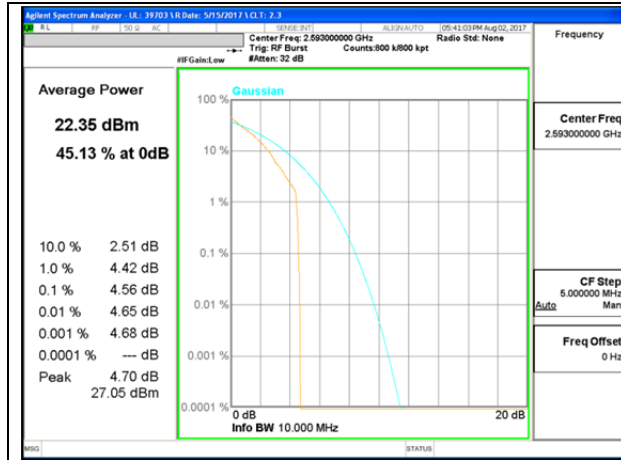 Agilent Spectrum Analyzer - UL: 39703 \ R Date: 5/15/2017 \ CLT: 2.3
RL RF 50 Ω AC SENSE:INT ALIGN AUTO 05:41:03 PM Aug 02, 2017
Center Freq: 2.593000000 GHz Radio Std: None
Trig: RF Burst Counts:800 k/800 kpt
#IFGain:Low #Atten: 32 dB
Frequency
Average Power
22.35 dBm
45.13 % at 0dB
10.0 % 2.51 dB
1.0 % 4.42 dB
0.1 % 4.56 dB
0.01 % 4.65 dB
0.001 % 4.68 dB
0.0001 % --- dB
Peak 4.70 dB
27.05 dBm
Gaussian
100 %
10 %
1 %
0.1 %
0.01 %
0.001 %
0.0001 %
0 dB 20 dB
Info BW 10.000 MHz
Center Freq
2.593000000 GHz
CF Step
5.000000 MHz
Auto Man
Freq Offset
0 Hz
MSG STATUS